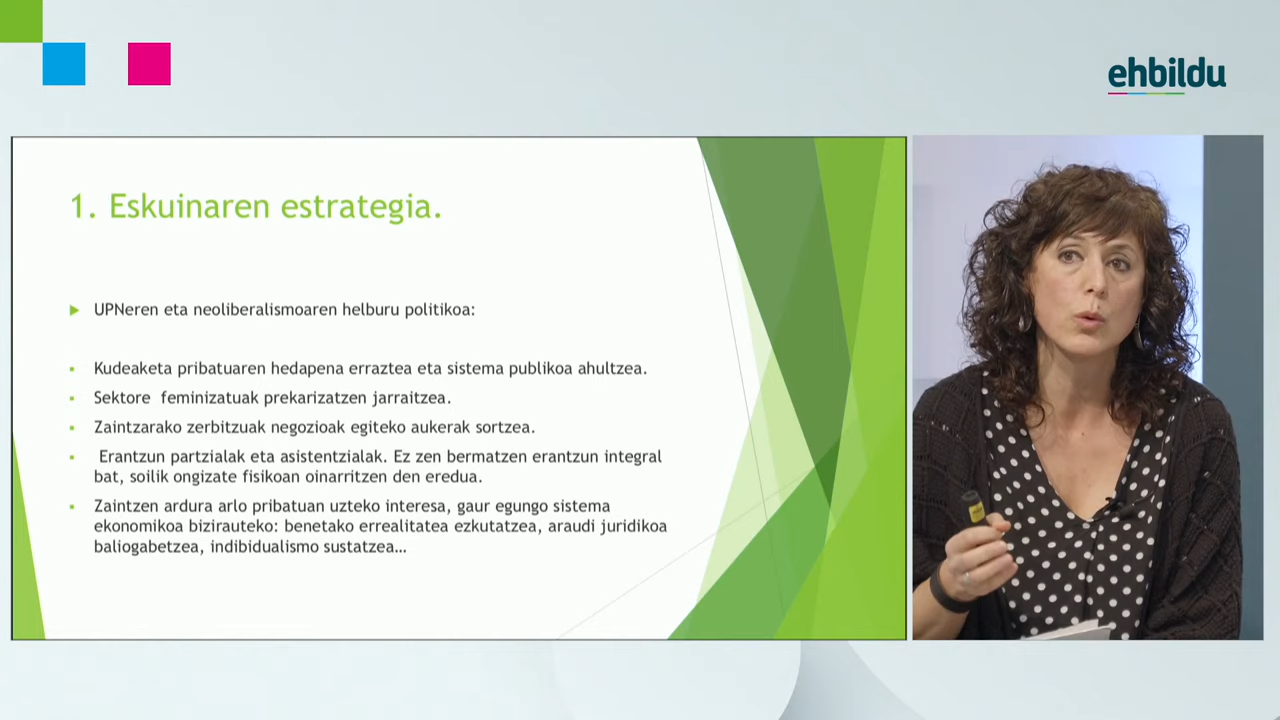 ehbildu
1. Eskuinaren estrategia.
UPNeren eta neoliberalismoaren helburu politikoa:
Kudeaketa pribatuaren hedapena erraztea eta sistema publikoa ahultzea.
Sektore feminizatuak prekarizatzen jarraitzea.
Zaintzarako zerbitzuak negozioak egiteko aukerak sortzea.
Erantzun partzialak eta asistentzialak. Ez zen bermatzen erantzun integral
bat, soilik ongizate fisikoan oinarritzen den eredua.
Zaintzen ardura arlo pribatuan uzteko interesa, gaur egungo sistema
ekonomikoa bizirauteko: benetako errealitatea ezkutatzea, araudi juridikoa
baliogabetzea, indibidualismo sustatzea…